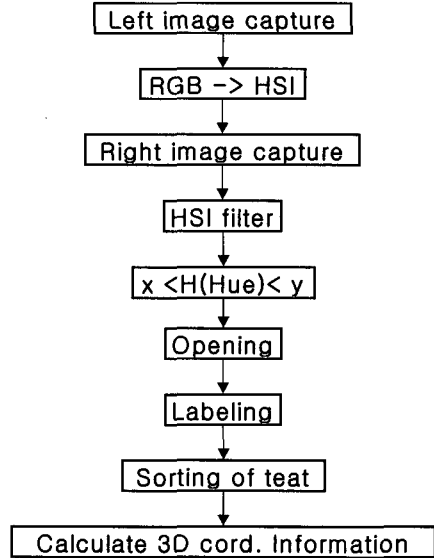 Left image capture
RGB -> HSI
Right image capture
HSI filter
x <H(Hue)< y
Opening
Labeling
Sorting of teat
Calculate 3D cord. Information